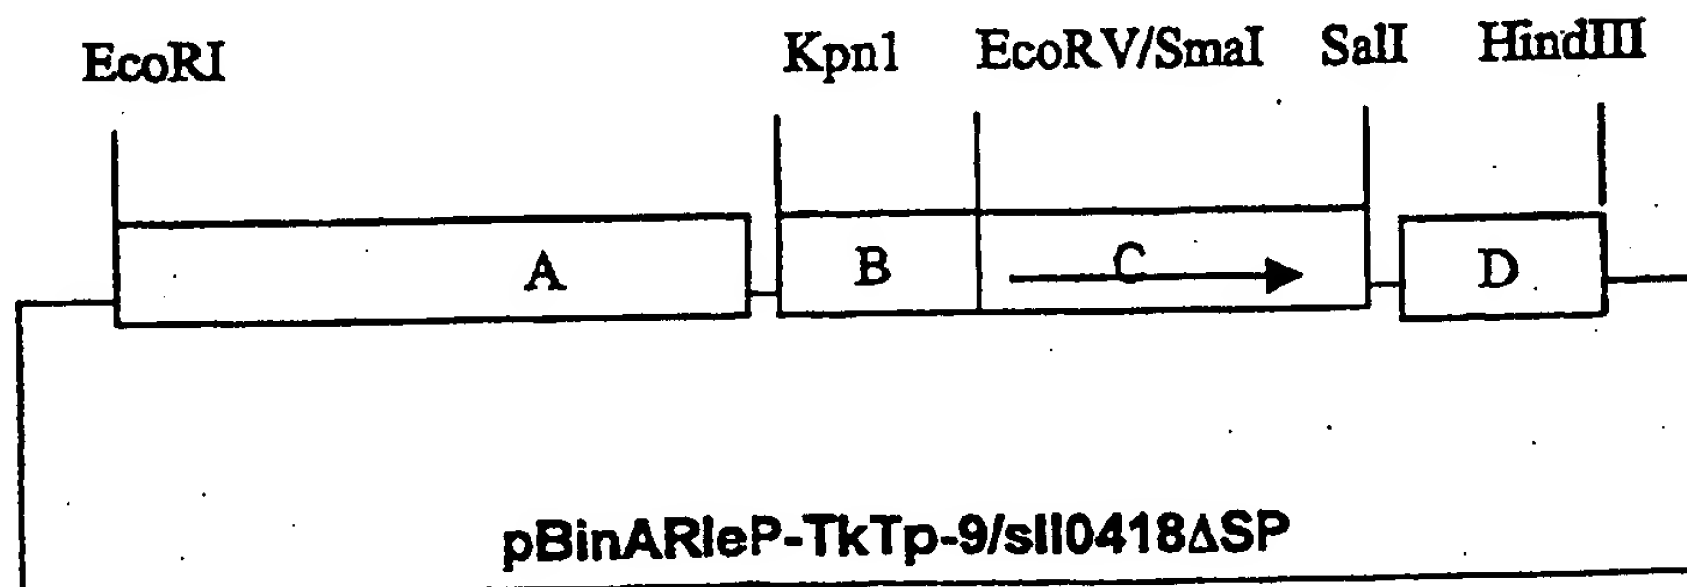 EcoRI Kpn1 EcoRV/SmaI SalI HindIII
A B C D
pBinARleP-TkTp-9/sll0418ΔSP